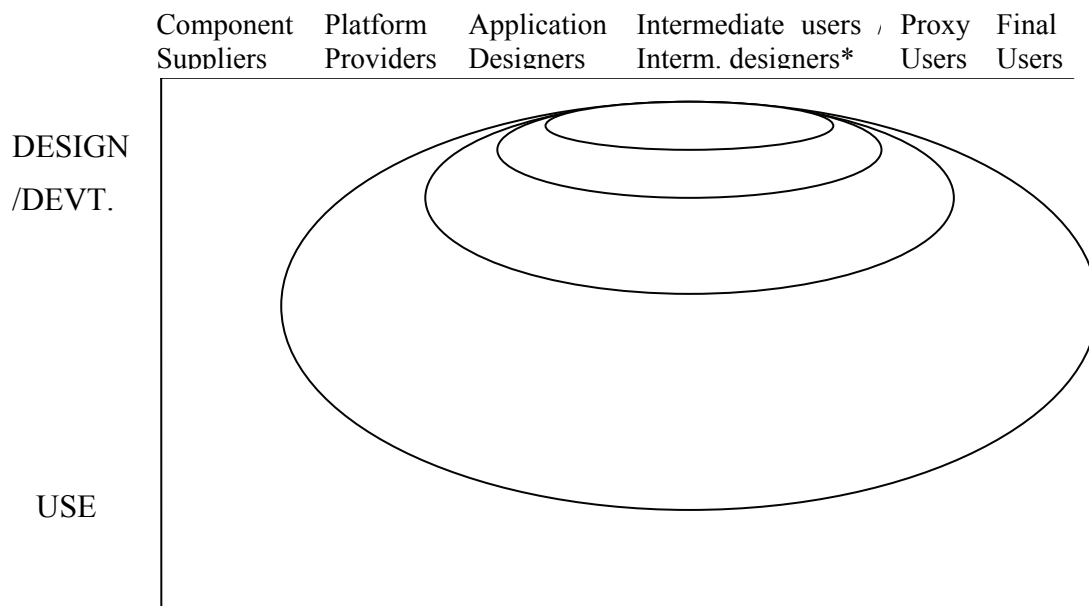 Component Platform Application Intermediate users / Proxy Final
Suppliers Providers Designers Interm. designers* Users Users
DESIGN
/DEVT.
USE